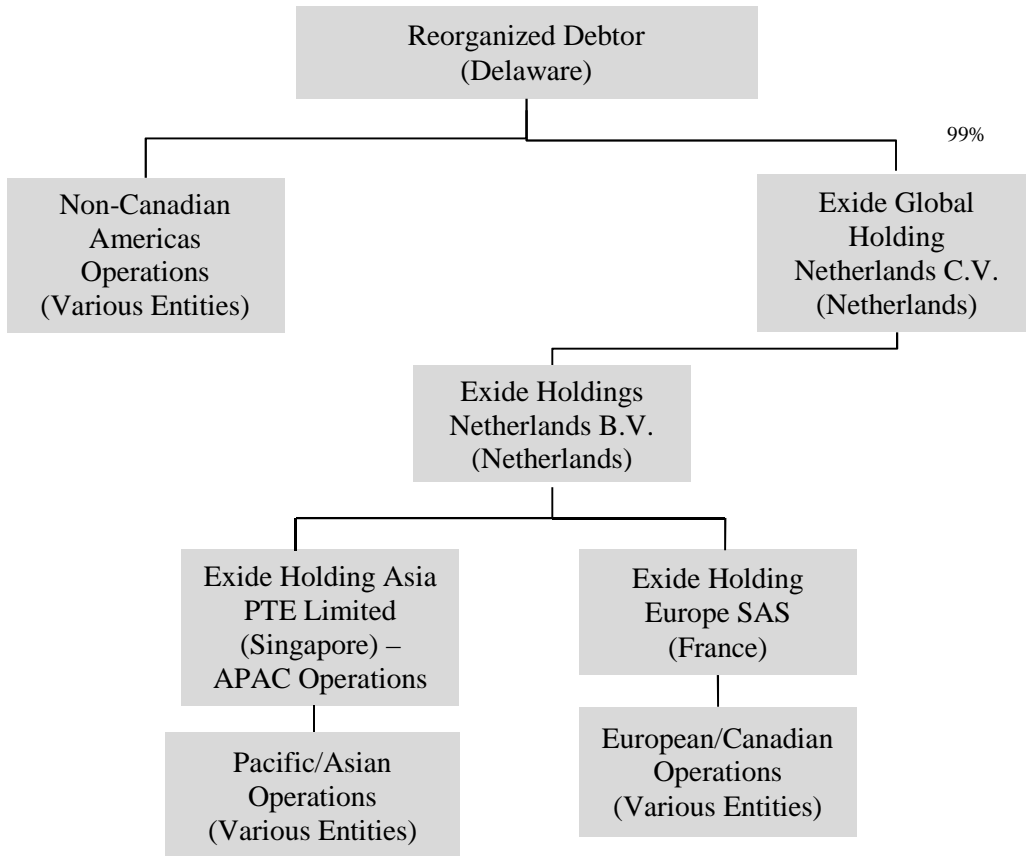 Reorganized Debtor
(Delaware)
99%
Non-Canadian
Americas
Operations
(Various Entities)
Exide Global
Holding
Netherlands C.V.
(Netherlands)
Exide Holdings
Netherlands B.V.
(Netherlands)
Exide Holding Asia
PTE Limited
(Singapore) –
APAC Operations
Exide Holding
Europe SAS
(France)
Pacific/Asian
Operations
(Various Entities)
European/Canadian
Operations
(Various Entities)